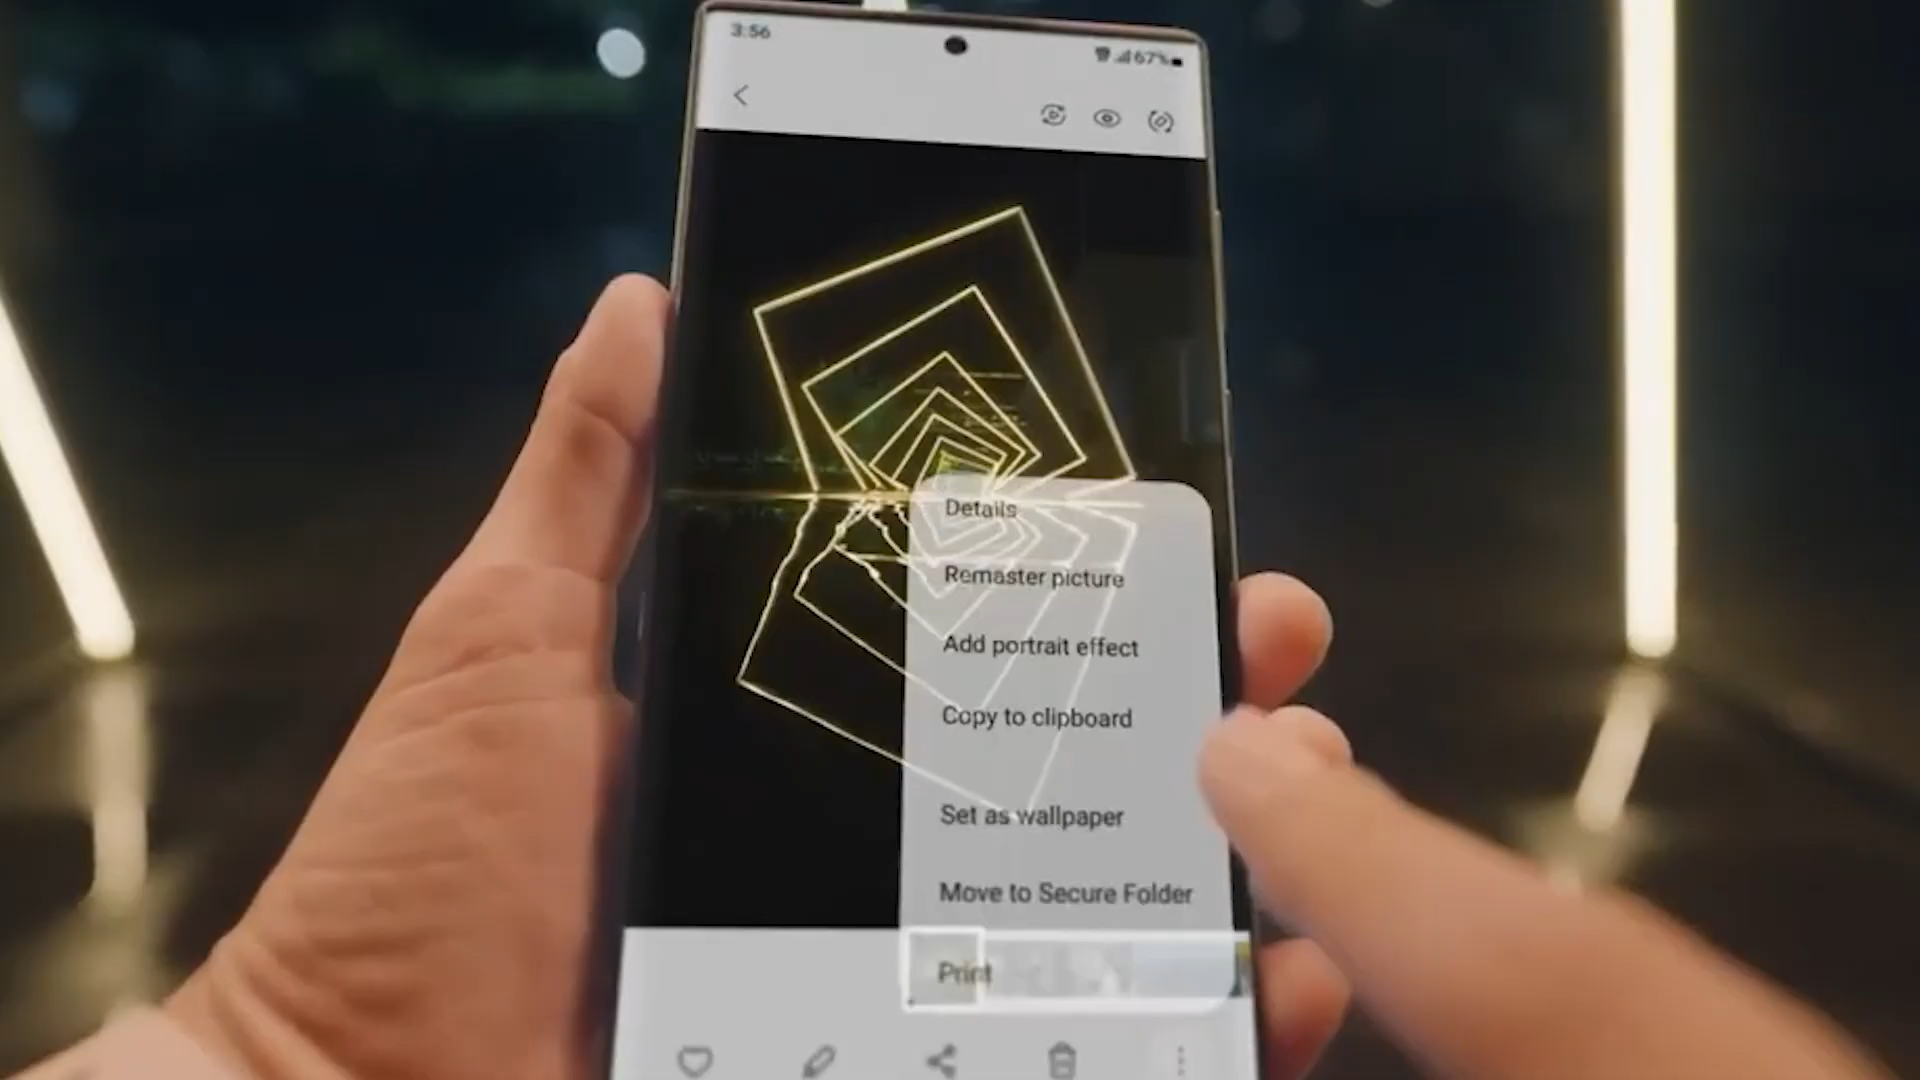 3:56
67%
Details
Remaster picture
Add portrait effect
Copy to clipboard
Set as wallpaper
Move to Secure Folder
Print